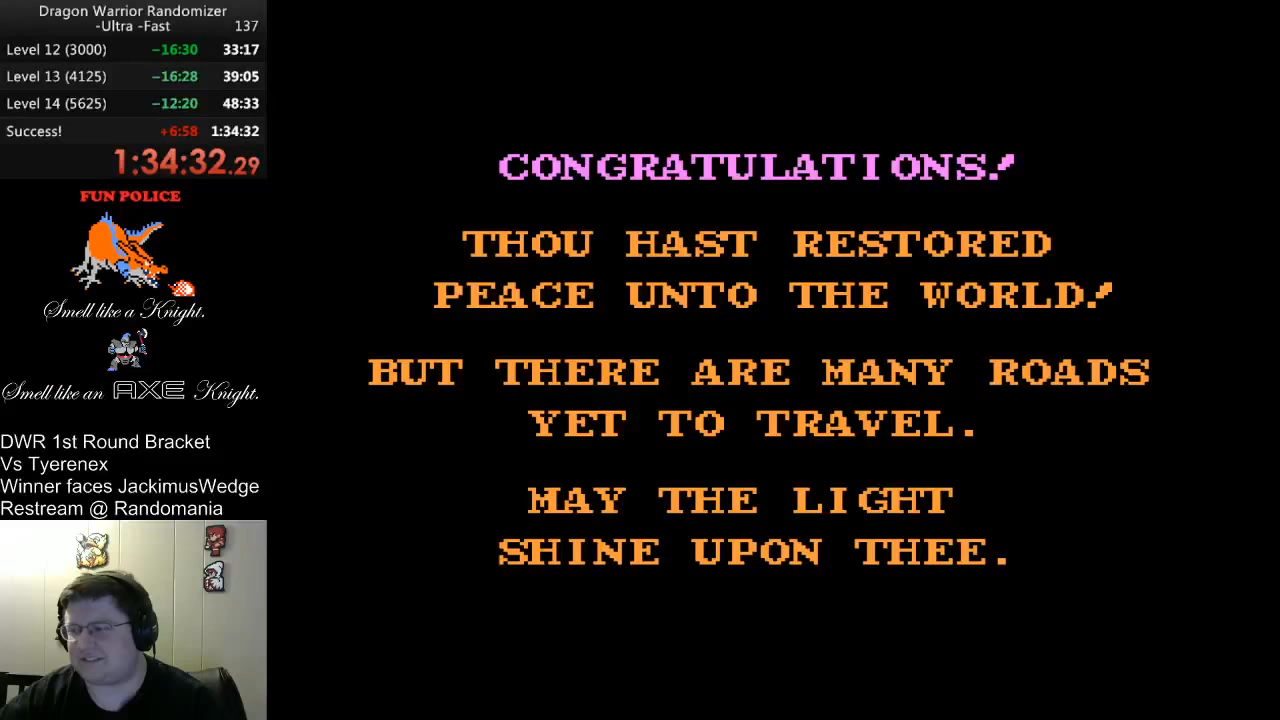 Dragon Warrior Randomizer
-Ultra -Fast 137
Level 12 (3000) −16:30 33:17
Level 13 (4125) −16:28 39:05
Level 14 (5625) −12:20 48:33
Success! +6:58 1:34:32
1:34:32.29
FUN POLICE
Smell like a Knight.
Smell like an AXE Knight.
DWR 1st Round Bracket
Vs Tyerenex
Winner faces JackimusWedge
Restream @ Randomania
CONGRATULATIONS!
THOU HAST RESTORED
PEACE UNTO THE WORLD!
BUT THERE ARE MANY ROADS
YET TO TRAVEL.
MAY THE LIGHT
SHINE UPON THEE.